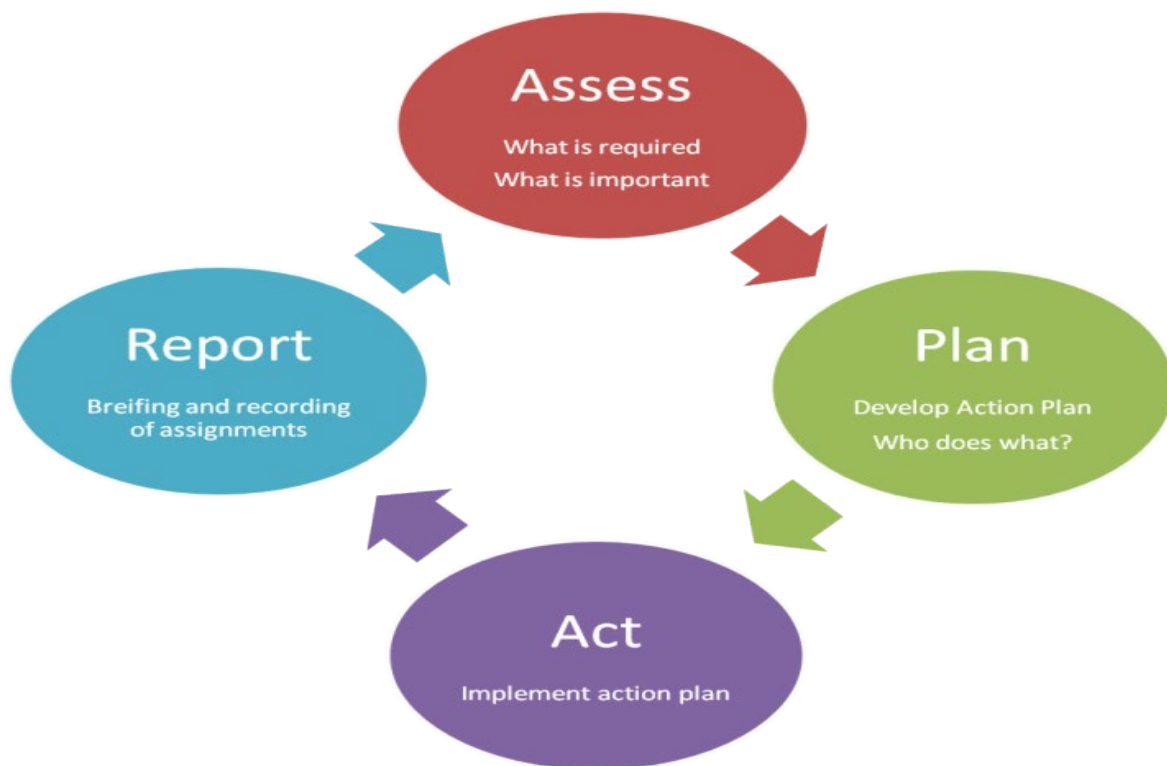 Assess
What is required
What is important
Plan
Develop Action Plan
Who does what?
Act
Implement action plan
Report
Breifing and recording
of assignments